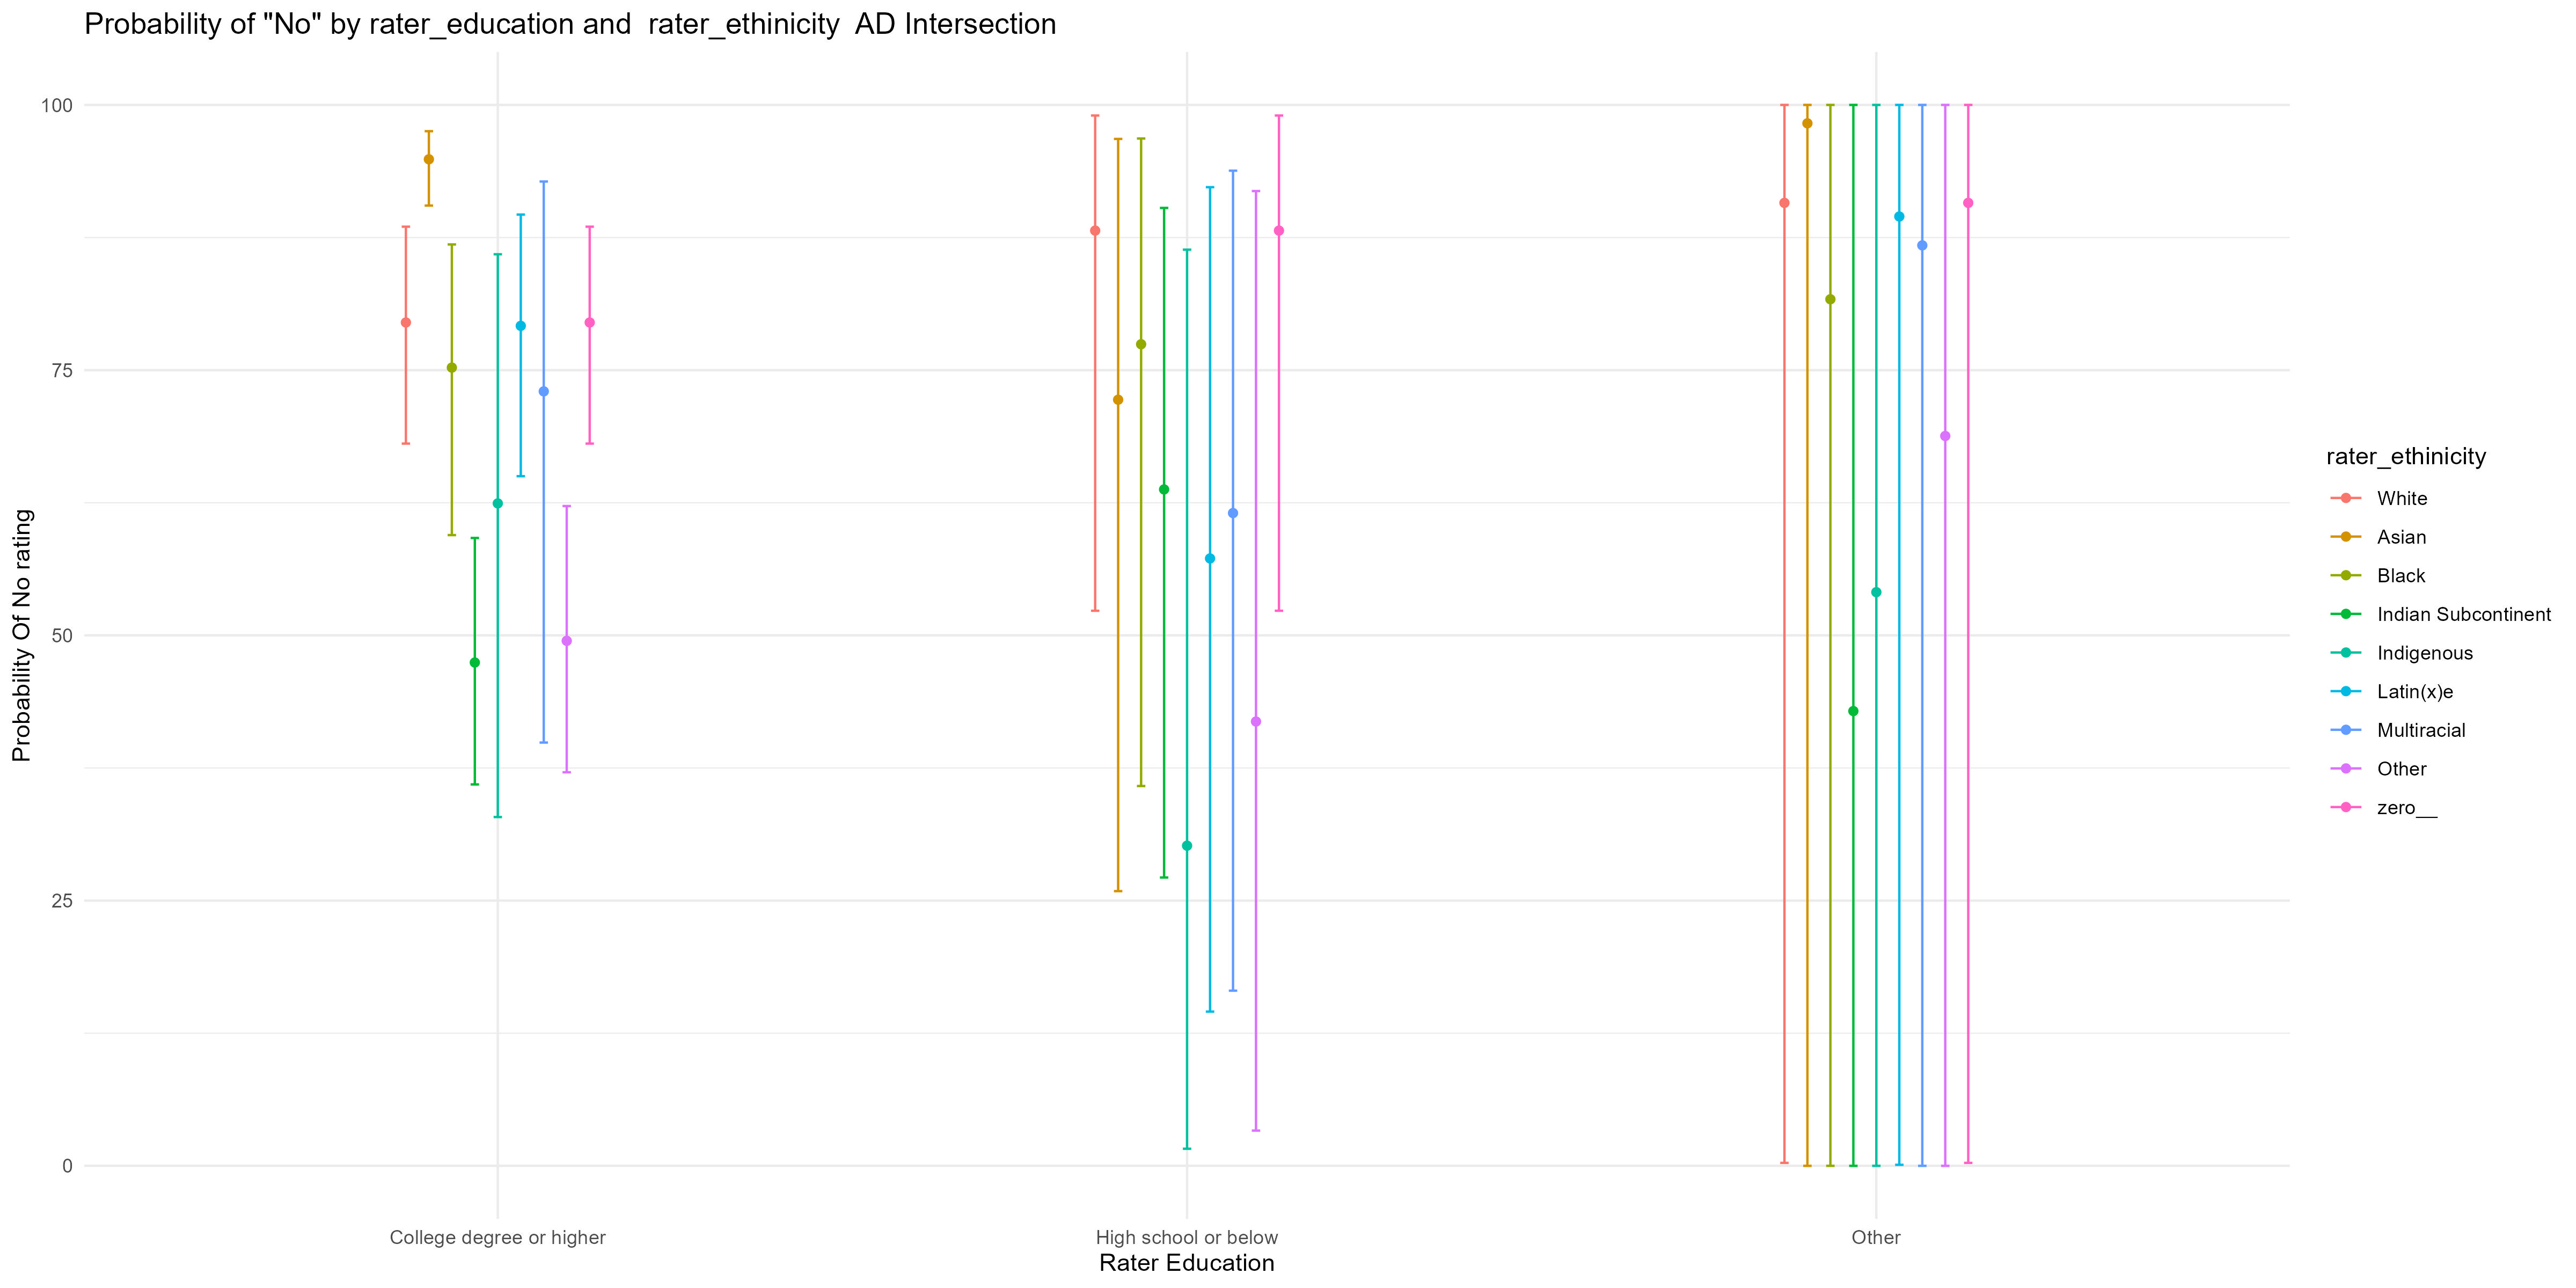 Probability of "No" by rater_education and  rater_ethinicity  AD Intersection
Probability Of No rating
100
75
50
25
0
College degree or higher
High school or below
Other
Rater Education
rater_ethinicity
White
Asian
Black
Indian Subcontinent
Indigenous
Latin(x)e
Multiracial
Other
zero__